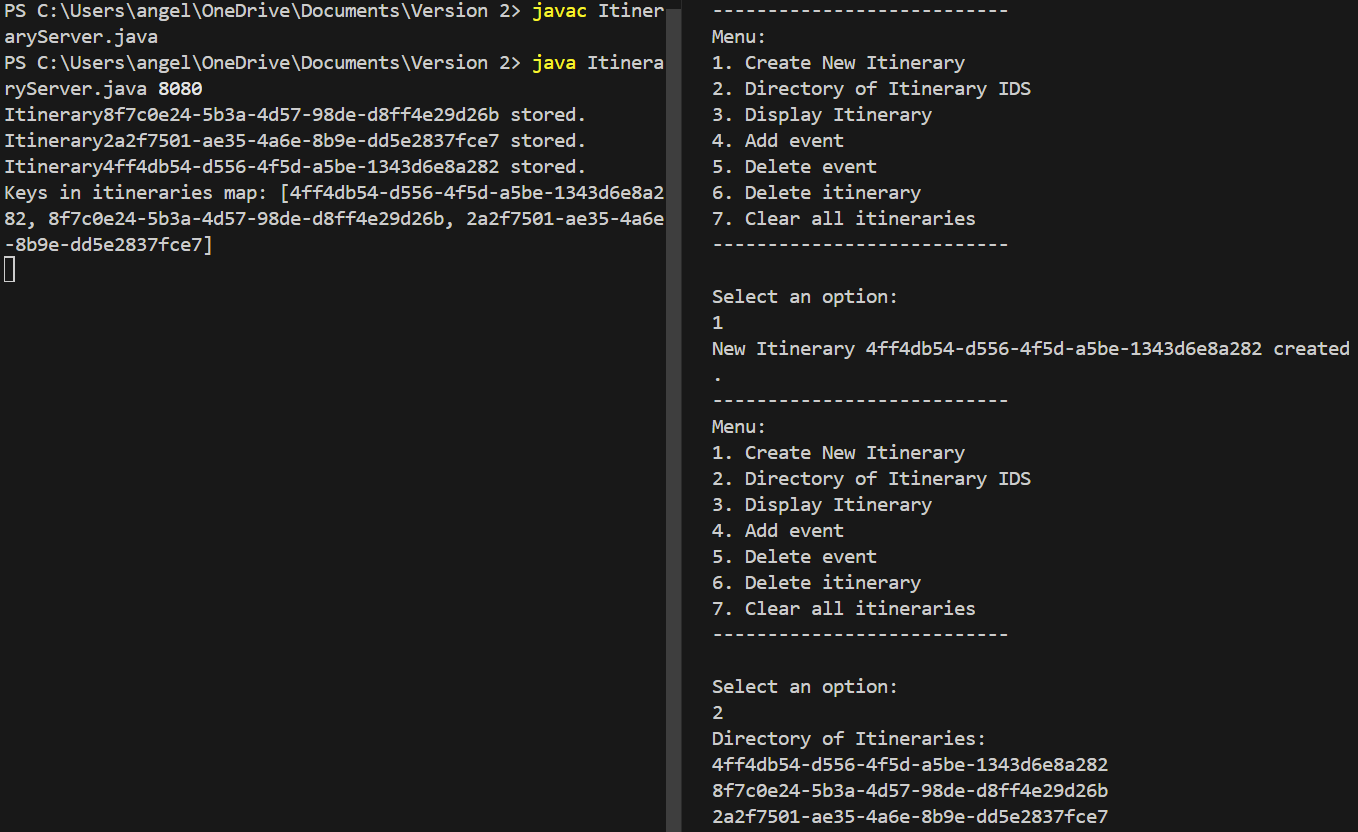 PS C:\Users\angel\OneDrive\Documents\Version 2> javac Itiner
aryServer.java
PS C:\Users\angel\OneDrive\Documents\Version 2> java Itinera
ryServer.java 8080
Itinerary8f7c0e24-5b3a-4d57-98de-d8ff4e29d26b stored.
Itinerary2a2f7501-ae35-4a6e-8b9e-dd5e2837fce7 stored.
Itinerary4ff4db54-d556-4f5d-a5be-1343d6e8a282 stored.
Keys in itineraries map: [4ff4db54-d556-4f5d-a5be-1343d6e8a2
82, 8f7c0e24-5b3a-4d57-98de-d8ff4e29d26b, 2a2f7501-ae35-4a6e
-8b9e-dd5e2837fce7]
---------------------------
Menu:
1. Create New Itinerary
2. Directory of Itinerary IDS
3. Display Itinerary
4. Add event
5. Delete event
6. Delete itinerary
7. Clear all itineraries
---------------------------
Select an option:
1
New Itinerary 4ff4db54-d556-4f5d-a5be-1343d6e8a282 created
.
---------------------------
Menu:
1. Create New Itinerary
2. Directory of Itinerary IDS
3. Display Itinerary
4. Add event
5. Delete event
6. Delete itinerary
7. Clear all itineraries
---------------------------
Select an option:
2
Directory of Itineraries:
4ff4db54-d556-4f5d-a5be-1343d6e8a282
8f7c0e24-5b3a-4d57-98de-d8ff4e29d26b
2a2f7501-ae35-4a6e-8b9e-dd5e2837fce7